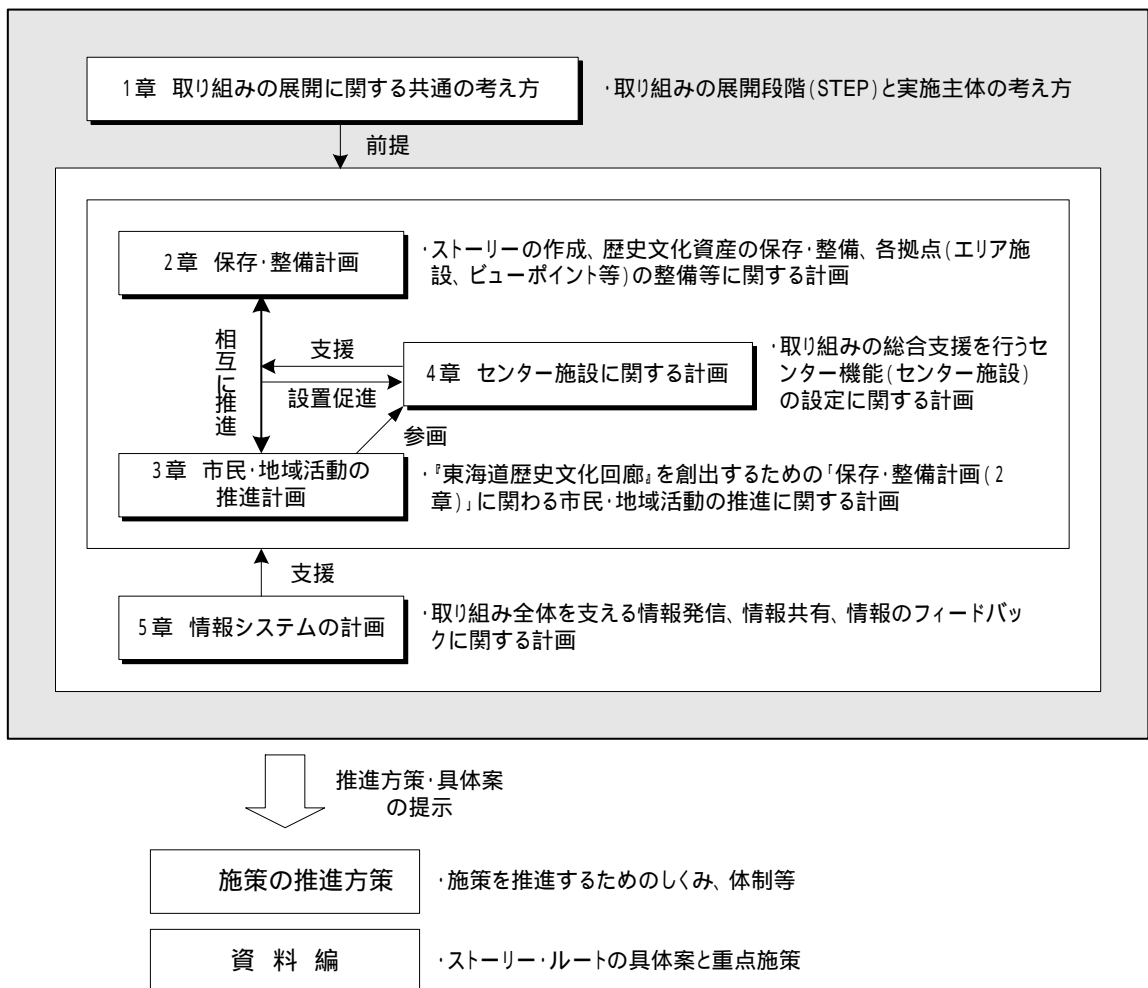 1章 取り組みの展開に関する共通の考え方
・取り組みの展開段階(STEP)と実施主体の考え方
前提
2章 保存・整備計画
・ストーリーの作成、歴史文化資産の保存・整備、各拠点(エリア施
設、ビューポイント等)の整備等に関する計画
相互に推進
支援
設置促進
4章 センター施設に関する計画
・取り組みの総合支援を行うセ
ンター機能(センター施設)
の設定に関する計画
参画
3章 市民・地域活動の
推進計画
・『東海道歴史文化回廊』を創出するための「保存・整備計画(2
章)」に関わる市民・地域活動の推進に関する計画
支援
5章 情報システムの計画
・取り組み全体を支える情報発信、情報共有、情報のフィードバッ
クに関する計画
推進方策・具体案
の提示
施策の推進方策
・施策を推進するためのしくみ、体制等
資 料 編
・ストーリー・ルートの具体案と重点施策